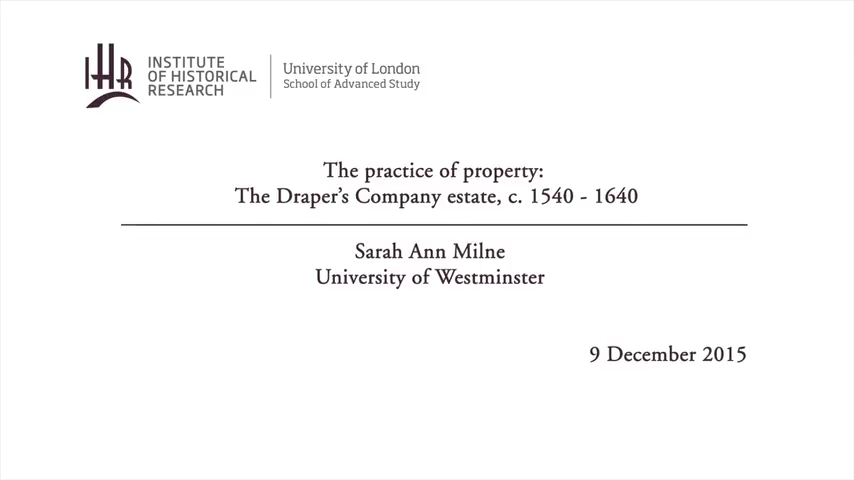 IHR
INSTITUTE
OF HISTORICAL
RESEARCH
University of London
School of Advanced Study
The practice of property:
The Draper's Company estate, c. 1540 - 1640
Sarah Ann Milne
University of Westminster
9 December 2015